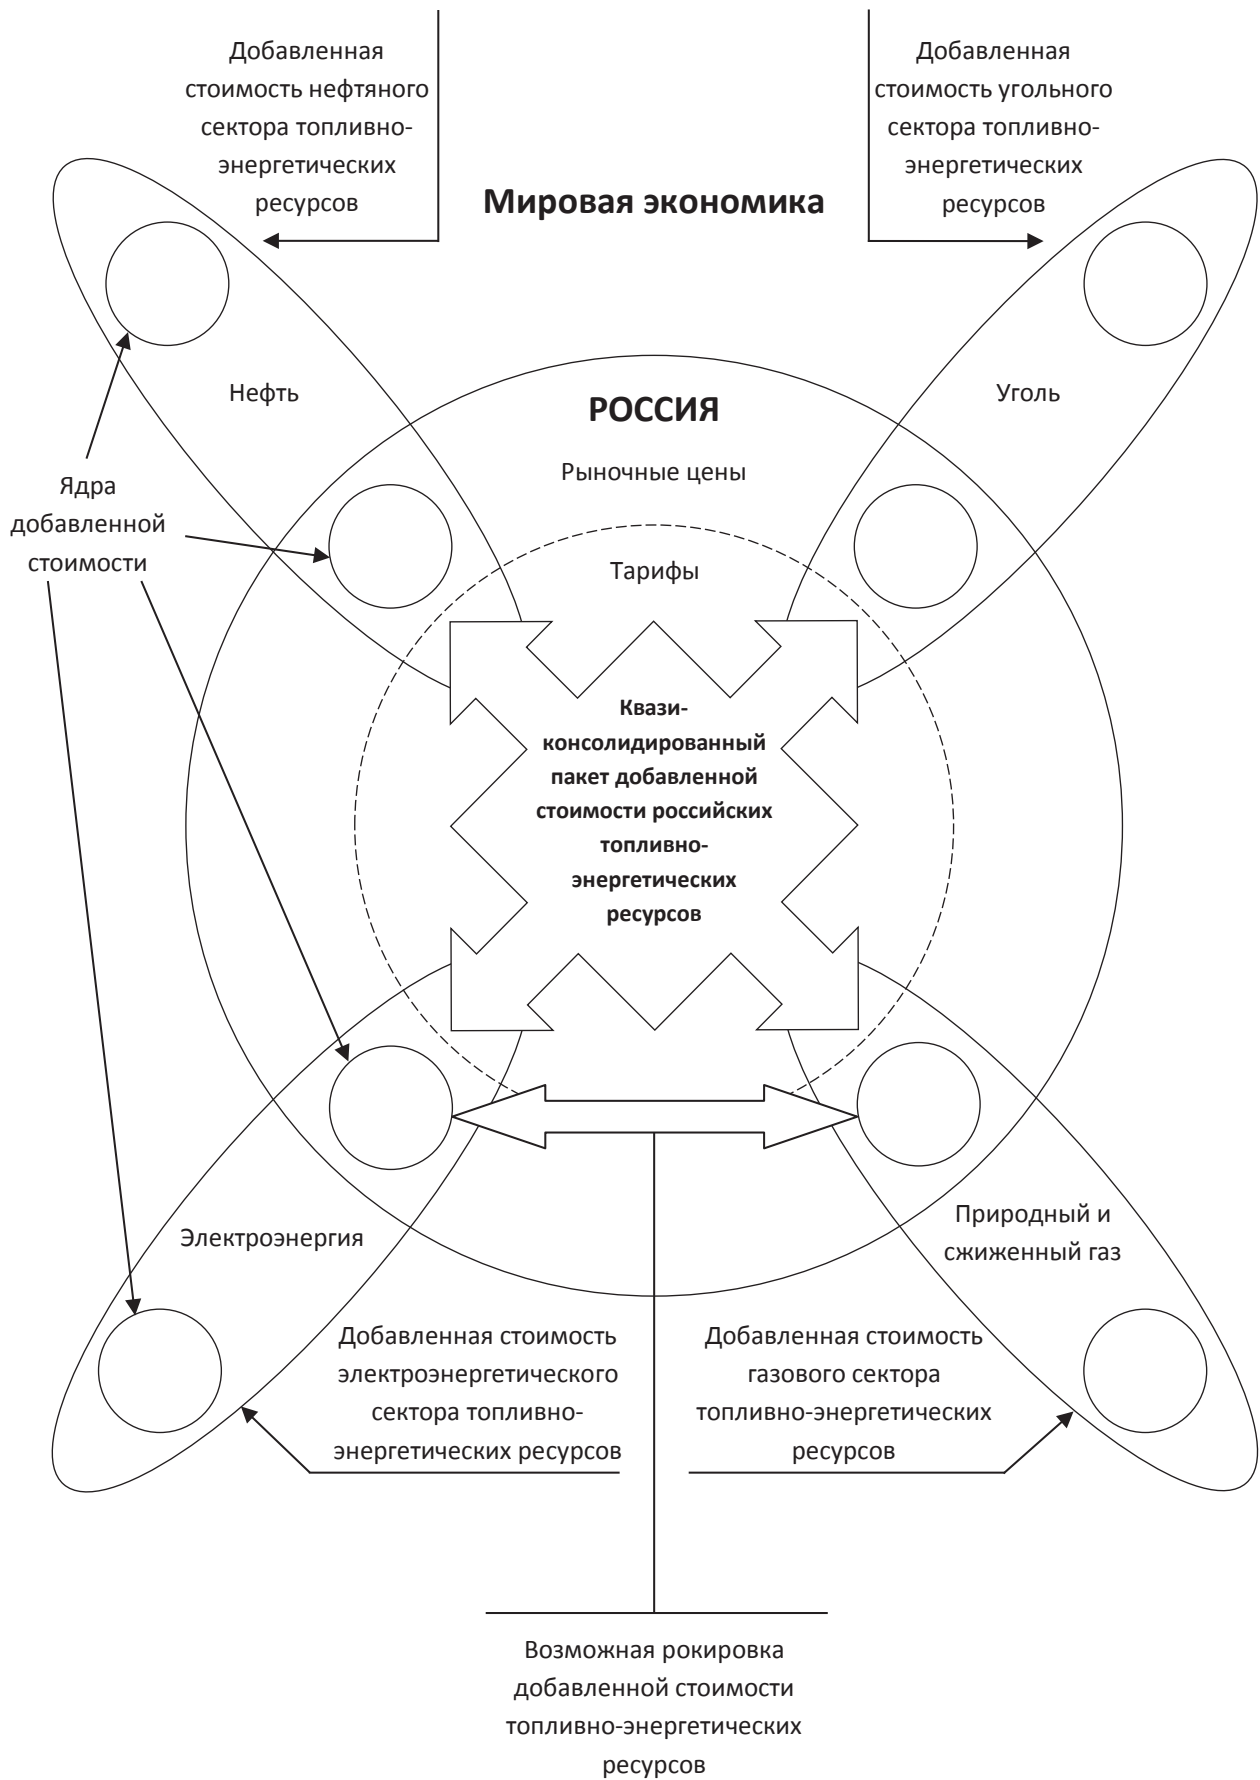 Добавленная
стоимость нефтяного
сектора топливно-
энергетических
ресурсов
Добавленная
стоимость угольного
сектора топливно-
энергетических
ресурсов
Мировая экономика
Нефть
РОССИЯ
Уголь
Рыночные цены
Ядра
добавленной
стоимости
Тарифы
Квази-
консолидированный
пакет добавленной
стоимости российских
топливно-
энергетических
ресурсов
Электроэнергия
Природный и
сжиженный газ
Добавленная стоимость
электроэнергетического
сектора топливно-
энергетических ресурсов
Добавленная стоимость
газового сектора
топливно-энергетических
ресурсов
Возможная рокировка
добавленной стоимости
топливно-энергетических
ресурсов